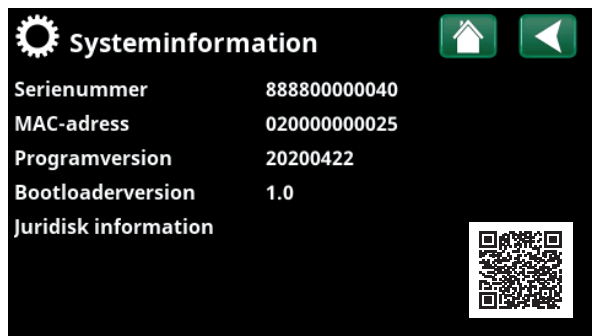 Systeminformation
Serienummer 888800000040
MAC-adress 020000000025
Programversion 20200422
Bootloaderversion 1.0
Juridisk information